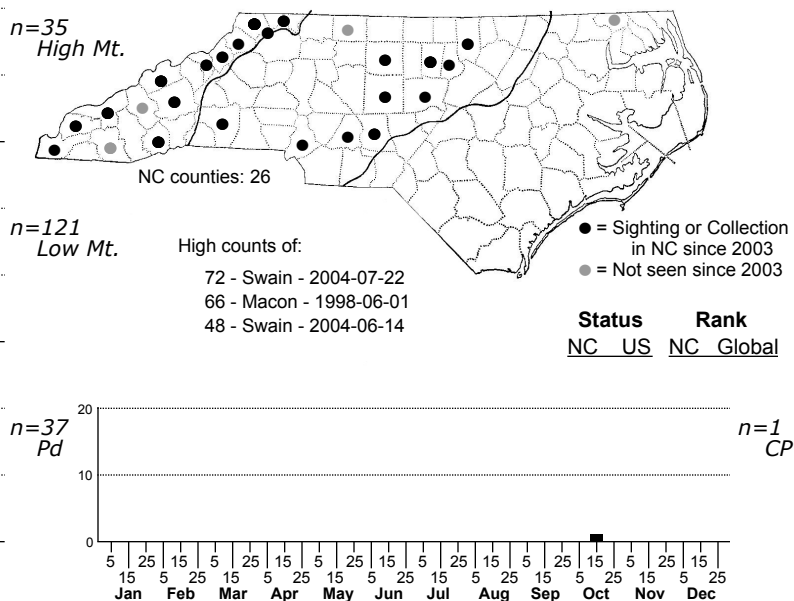 n=35
High Mt.
NC counties: 26
n=121
Low Mt.
High counts of:
72 - Swain - 2004-07-22
66 - Macon - 1998-06-01
48 - Swain - 2004-06-14
● = Sighting or Collection
in NC since 2003
● = Not seen since 2003
Status Rank
NC US NC Global
n=37
Pd
n=1
CP
20
10
0
5 25 15 5 25 15 5 25 15 5 25 15 5 25 15 5 25 15
15 5 25 15 5 25 15 5 25 15 5 25 15 5 25 15 5 25
Jan Feb Mar Apr May Jun Jul Aug Sep Oct Nov Dec